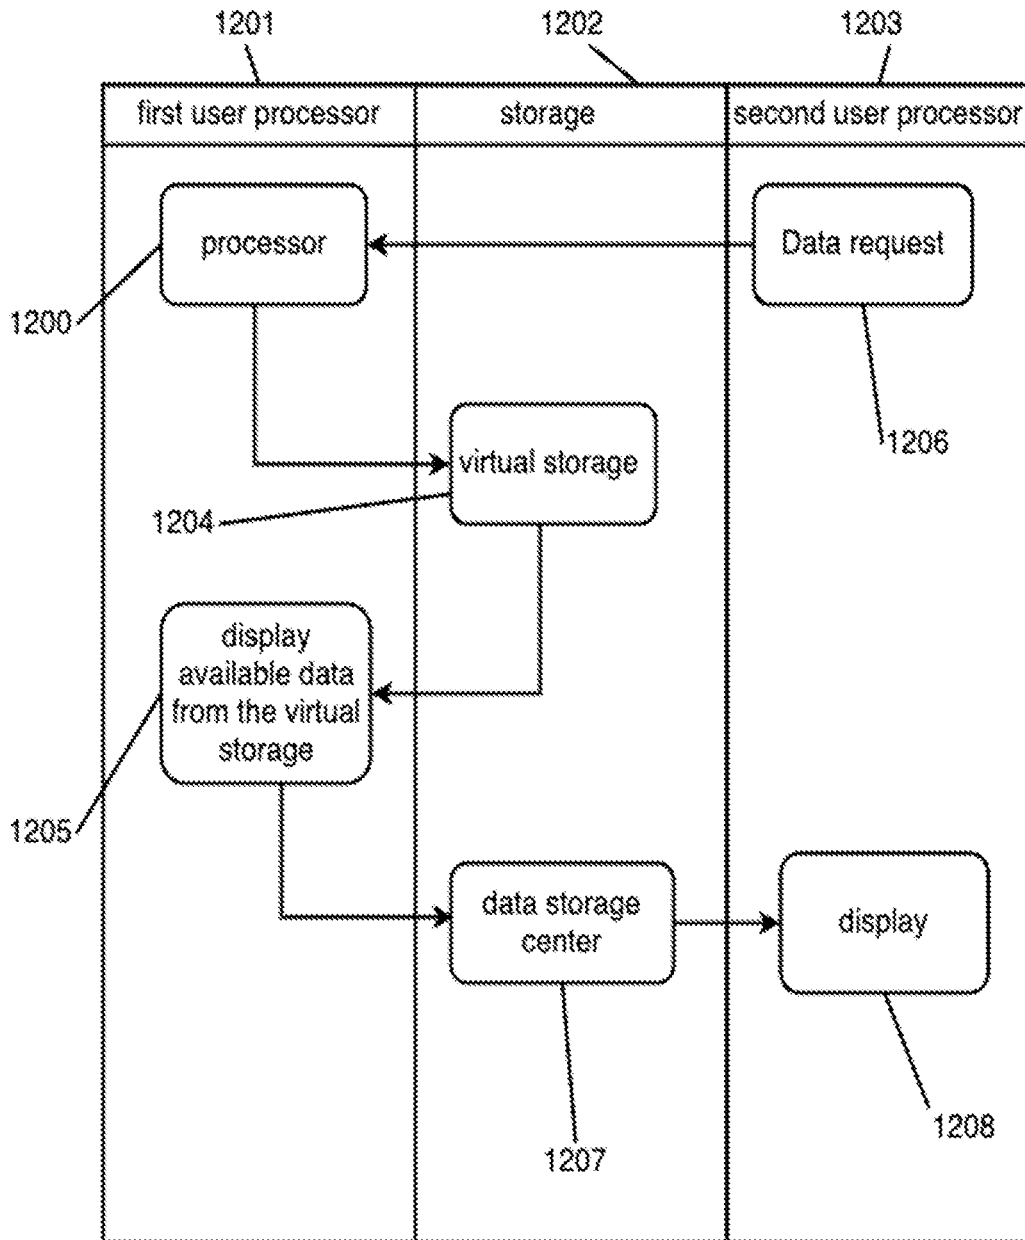 1201
1202
1203
first user processor
storage
second user processor
processor
Data request
1200
virtual storage
1206
1204
display
available data
from the virtual
storage
1205
data storage
center
display
1207
1208